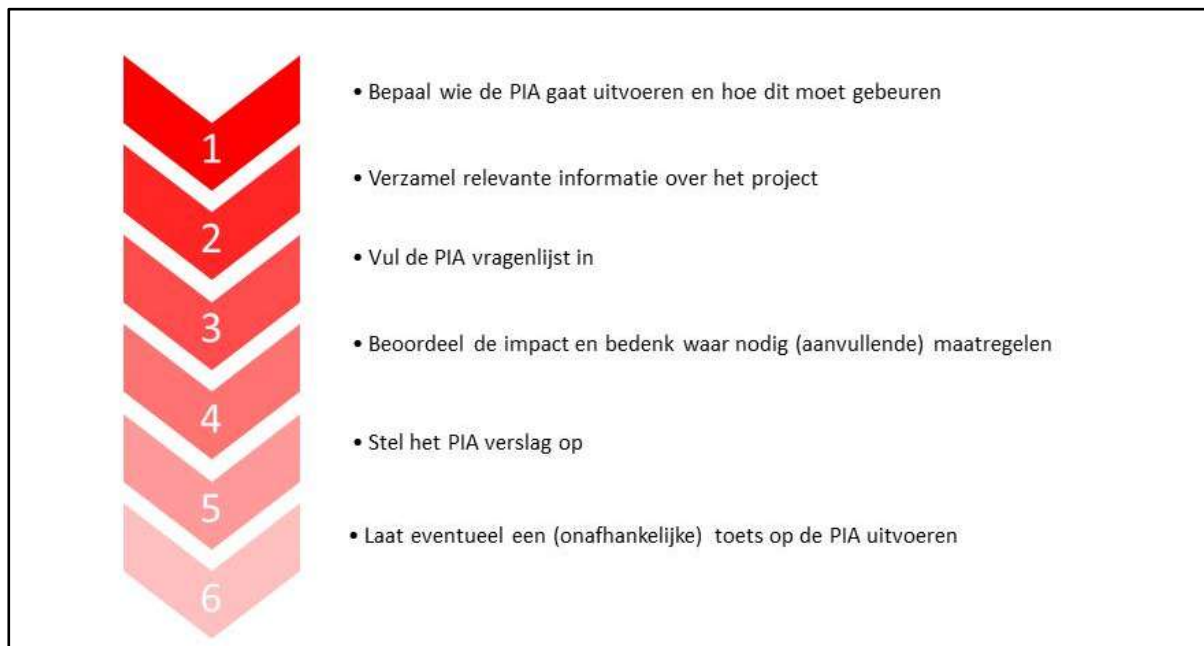 1
• Bepaal wie de PIA gaat uitvoeren en hoe dit moet gebeuren
2
• Verzamel relevante informatie over het project
3
• Vul de PIA vragenlijst in
4
• Beoordeel de impact en bedenk waar nodig (aanvullende) maatregelen
5
• Stel het PIA verslag op
6
• Laat eventueel een (onafhankelijke) toets op de PIA uitvoeren